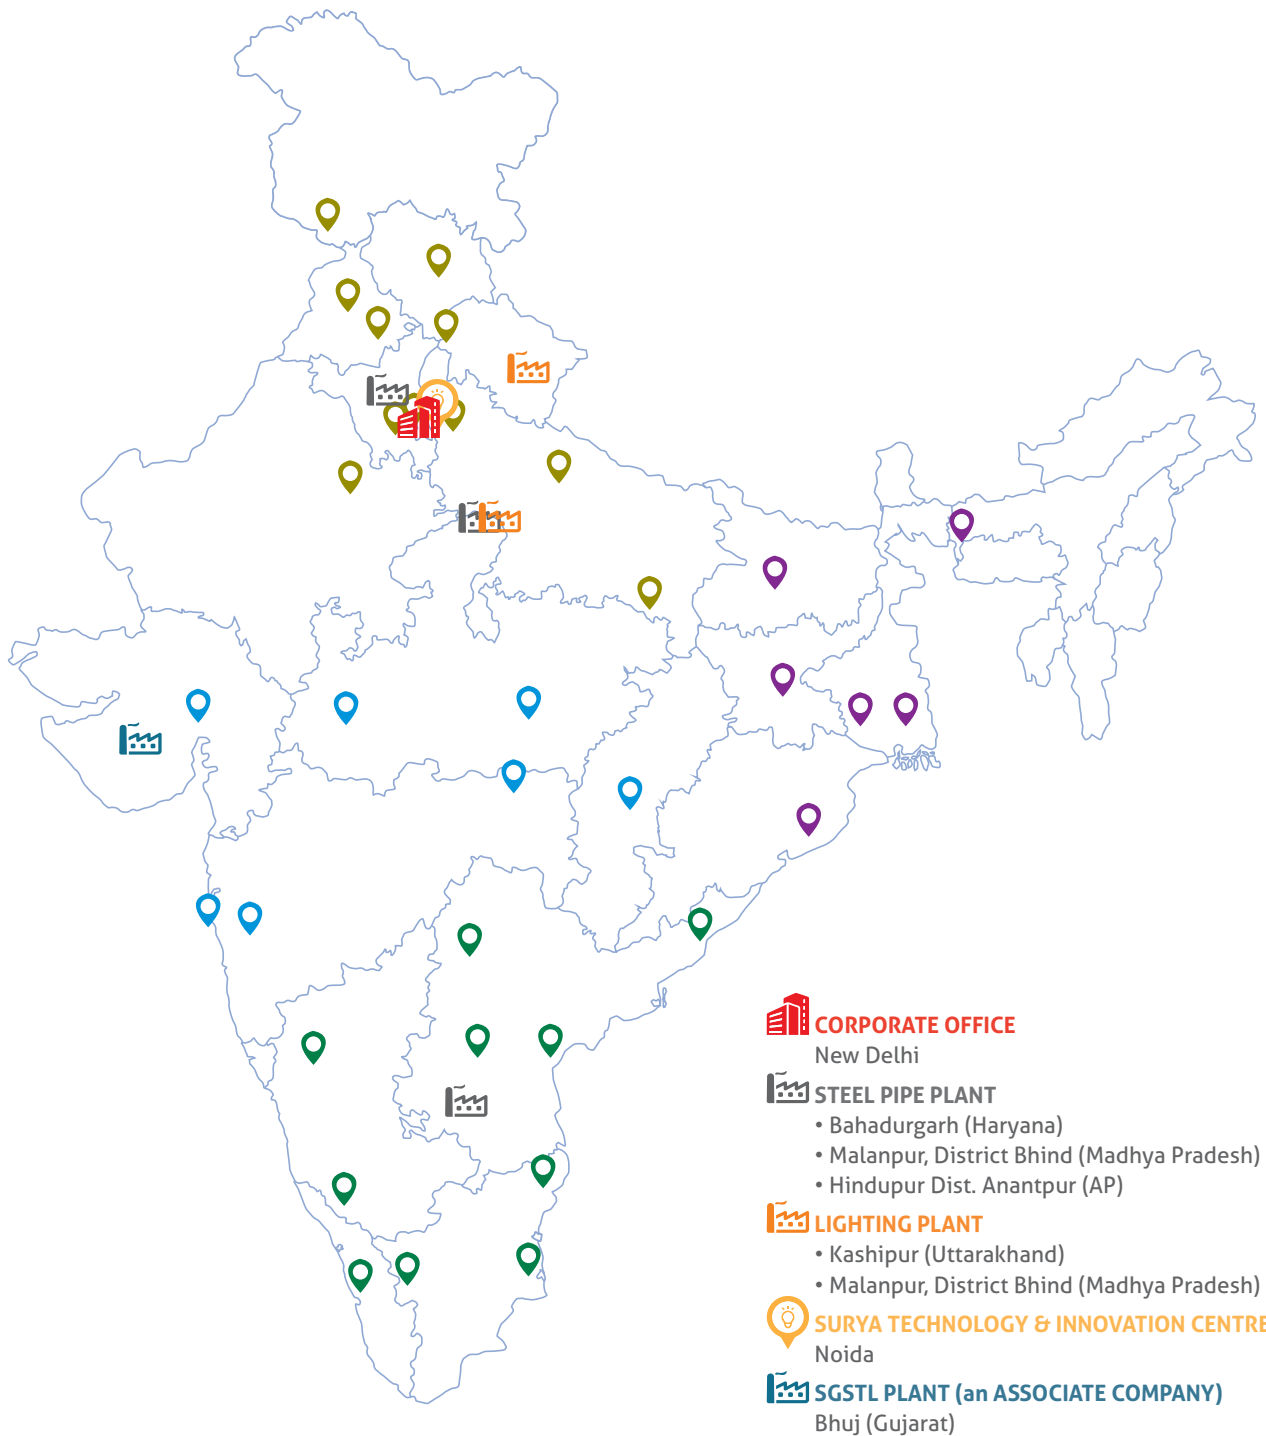 CORPORATE OFFICE
New Delhi
STEEL PIPE PLANT
• Bahadurgarh (Haryana)
• Malanpur, District Bhind (Madhya Pradesh)
• Hindupur Dist. Anantpur (AP)
LIGHTING PLANT
• Kashipur (Uttarakhand)
• Malanpur, District Bhind (Madhya Pradesh)
SURYA TECHNOLOGY & INNOVATION CENTRE
Noida
SGSTL PLANT (an ASSOCIATE COMPANY)
Bhuj (Gujarat)